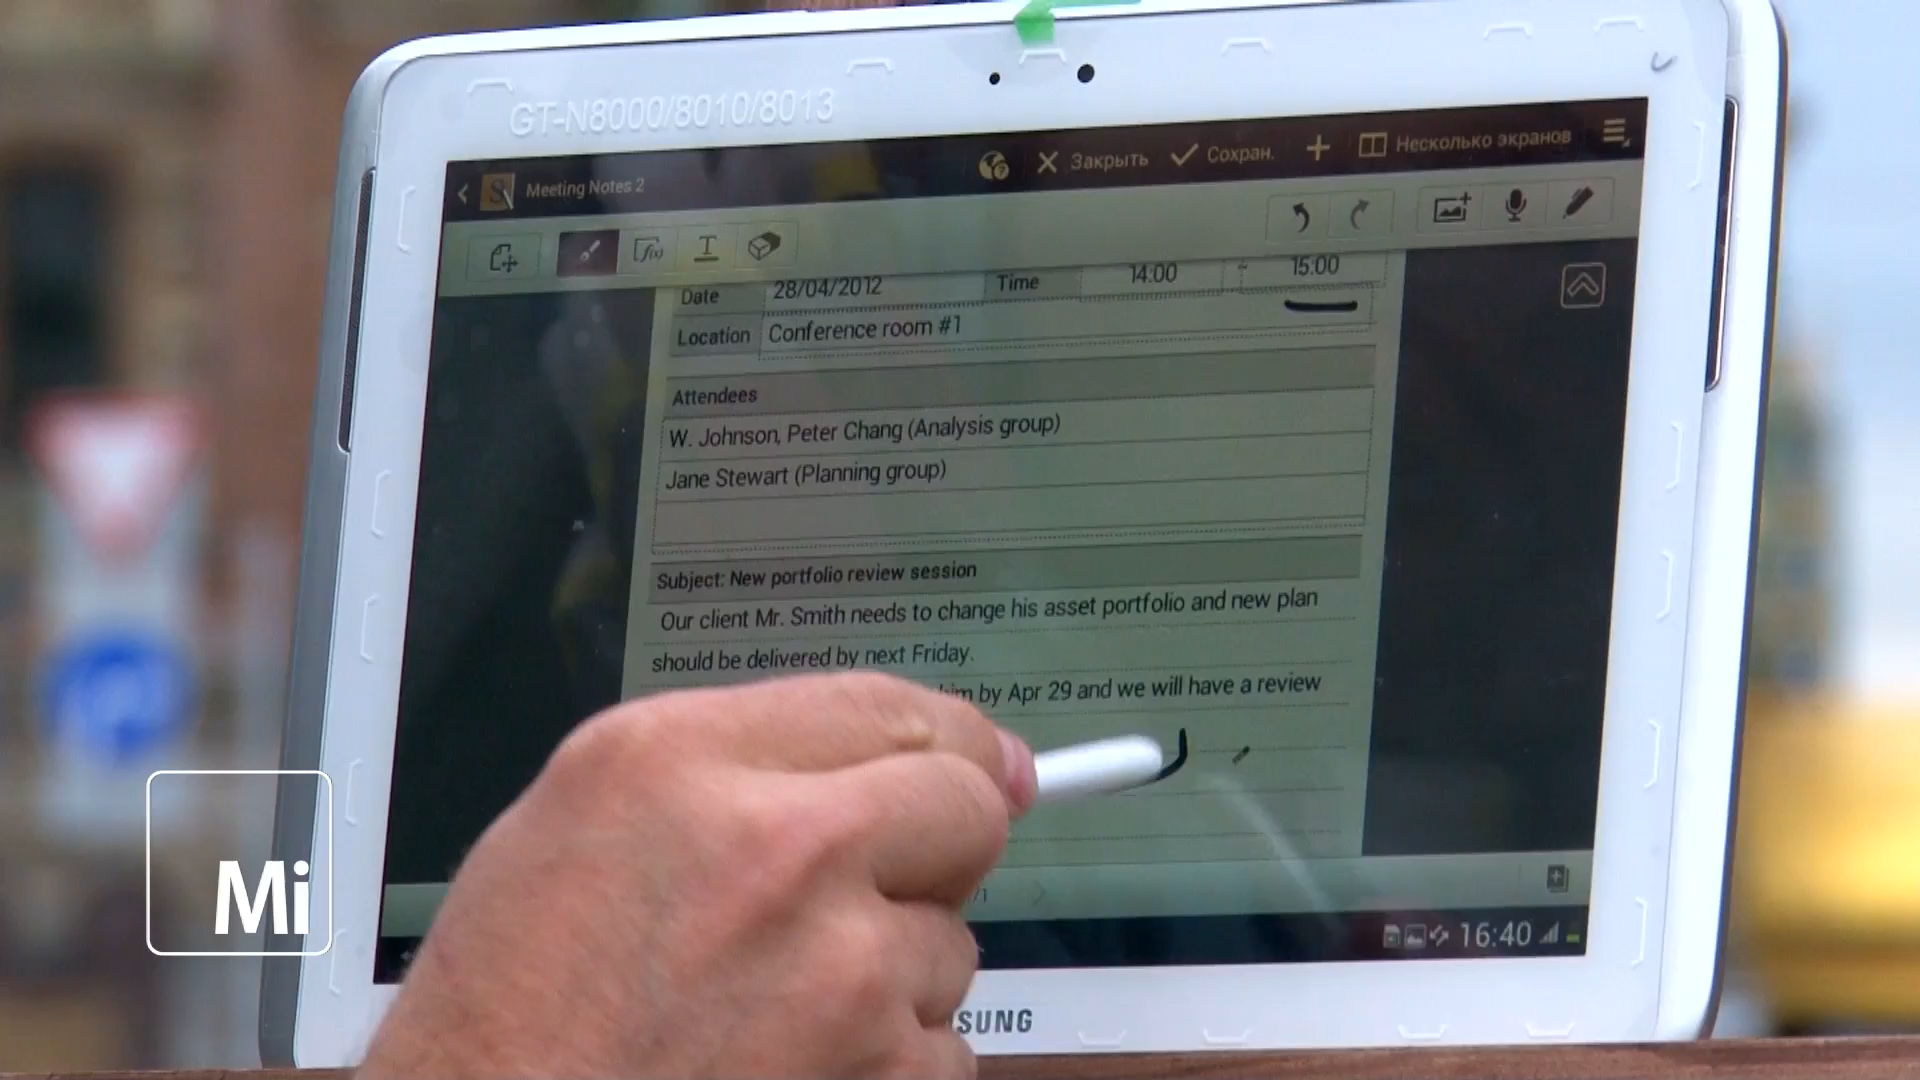 GT-N8000/8010/8013
Meeting Notes 2
Закрыть
Сохран.
Несколько экранов
Date 28/04/2012 Time 14:00 - 15:00
Location Conference room #1
Attendees
W. Johnson, Peter Chang (Analysis group)
Jane Stewart (Planning group)
Subject: New portfolio review session
Our client Mr. Smith needs to change his asset portfolio and new plan
should be delivered by next Friday.
him by Apr 29 and we will have a review
/1
16:40
SUNG
Mi